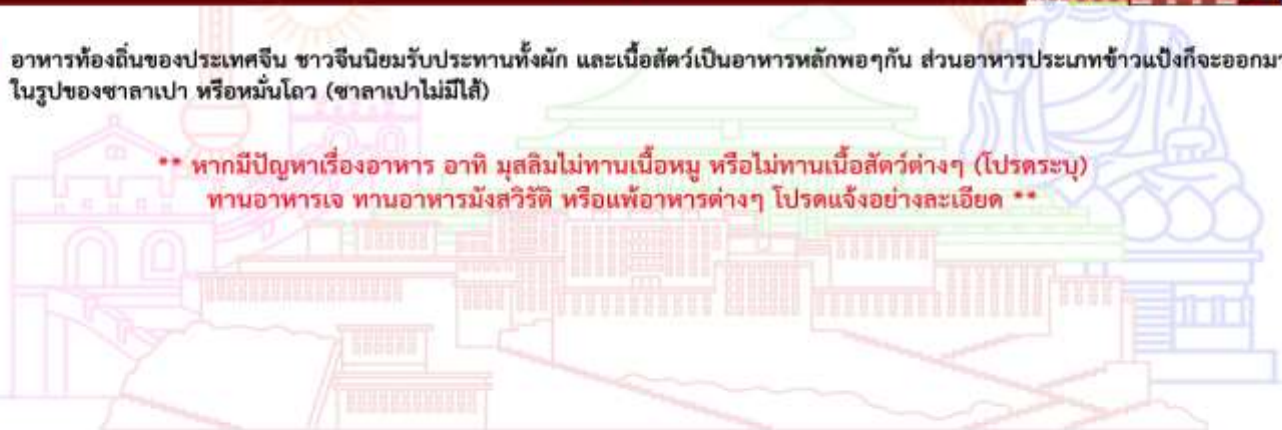 อาหารท้องถิ่นของประเทศจีน ชาวจีนนิยมรับประทานทั้งผัก และเนื้อสัตว์เป็นอาหารหลักพอๆกัน ส่วนอาหารประเภทข้าวแป้งก็จะออกมา
ในรูปของซาลาเปา หรือหมั่นโถว (ซาลาเปาไม่มีไส้)
** หากมีปัญหาเรื่องอาหาร อาทิ มุสลิมไม่ทานเนื้อหมู หรือไม่ทานเนื้อสัตว์ต่างๆ (โปรดระบุ)
ทานอาหารเจ ทานอาหารมังสวิรัติ หรือแพ้อาหารต่างๆ โปรดแจ้งอย่างละเอียด **